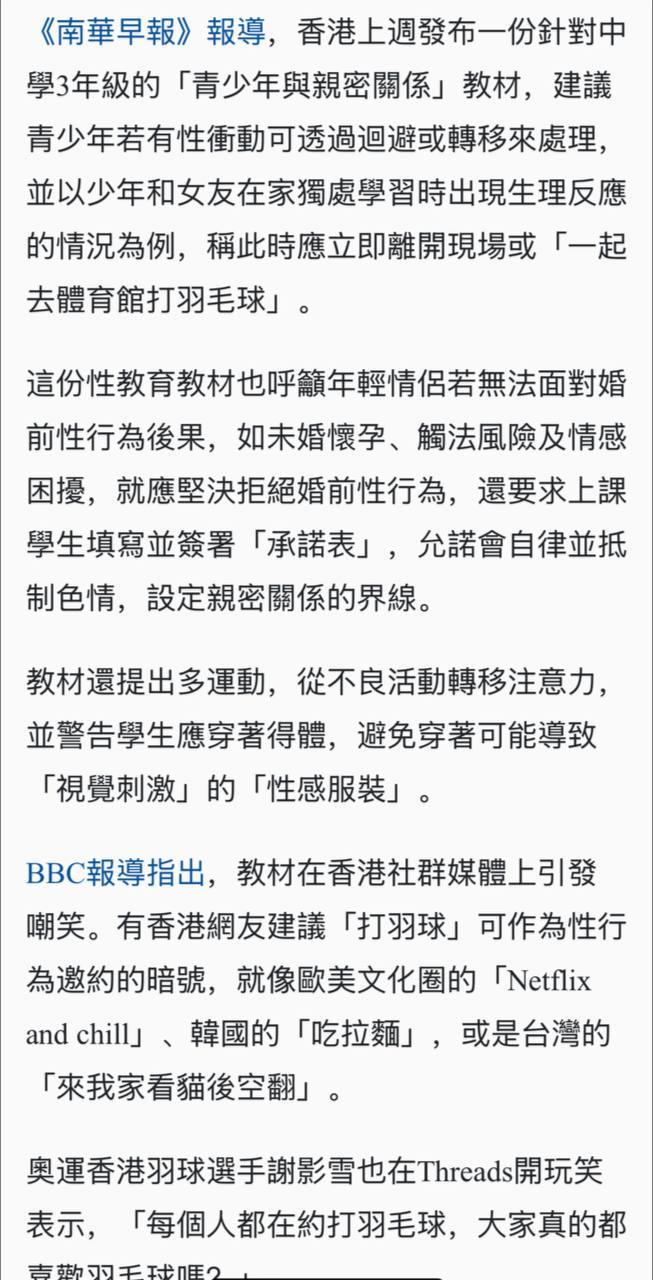 《南華早報》報導，香港上週發布一份針對中
學3年級的「青少年與親密關係」教材，建議
青少年若有性衝動可透過迴避或轉移來處理，
並以少年和女友在家獨處學習時出現生理反應
的情況為例，稱此時應立即離開現場或「一起
去體育館打羽毛球」。
這份性教育教材也呼籲年輕情侶若無法面對婚
前性行為後果，如未婚懷孕、觸法風險及情感
困擾，就應堅決拒絕婚前性行為，還要求上課
學生填寫並簽署「承諾表」，允諾會自律並抵
制色情，設定親密關係的界線。
教材還提出多運動，從不良活動轉移注意力，
並警告學生應穿著得體，避免穿著可能導致
「視覺刺激」的「性感服裝」。
BBC報導指出，教材在香港社群媒體上引發
嘲笑。有香港網友建議「打羽球」可作為性行
為邀約的暗號，就像歐美文化圈的「Netflix
and chill」、韓國的「吃拉麵」，或是台灣的
「來我家看貓後空翻」。
奧運香港羽球選手謝影雪也在Threads開玩笑
表示，「每個人都在約打羽毛球，大家真的都
喜歡羽毛球嗎？」